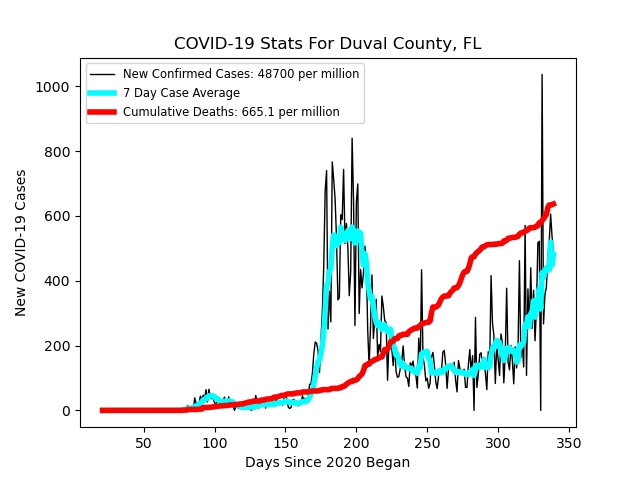 COVID-19 Stats For Duval County, FL
New Confirmed Cases: 48700 per million
7 Day Case Average
Cumulative Deaths: 665.1 per million
New COVID-19 Cases
1000
800
600
400
200
0
50 100 150 200 250 300 350
Days Since 2020 Began